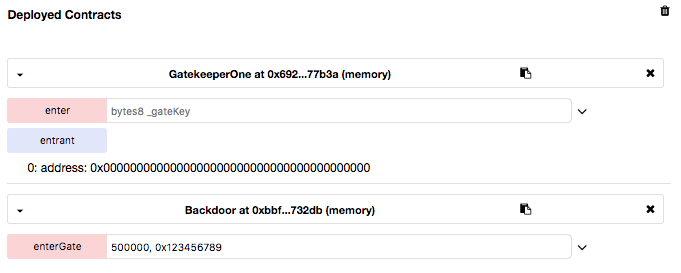 Deployed Contracts
GatekeeperOne at 0x692...77b3a (memory)
enter bytes8 _gateKey
entrant
0: address: 0x0000000000000000000000000000000000000000
Backdoor at 0xbbf...732db (memory)
enterGate 500000, 0x123456789